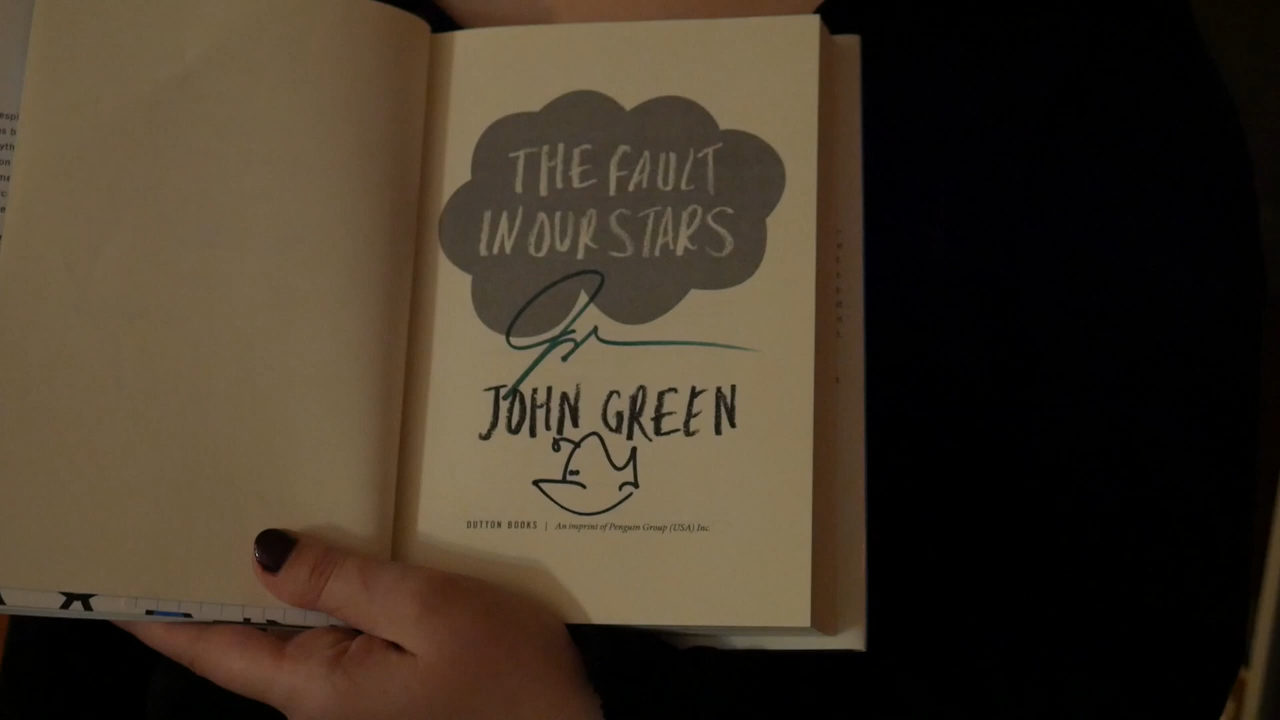 THE FAULT
IN OUR STARS
JOHN GREEN
DUTTON BOOKS | An imprint of Penguin Group (USA) Inc.